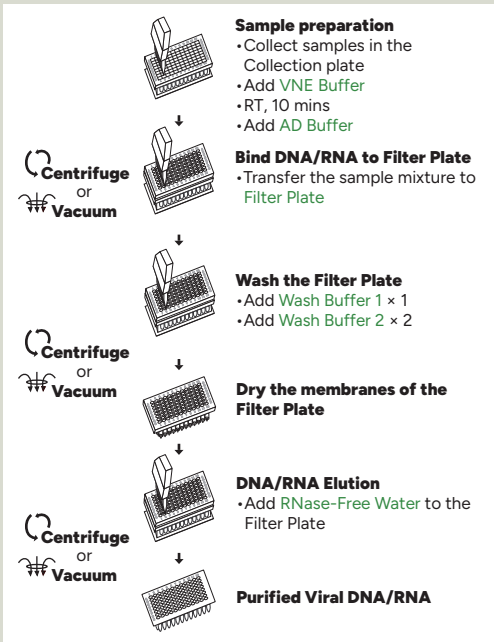 Sample preparation
•Collect samples in the
Collection plate
•Add VNE Buffer
•RT, 10 mins
•Add AD Buffer
Centrifuge
or
Vacuum
Bind DNA/RNA to Filter Plate
•Transfer the sample mixture to
Filter Plate
Wash the Filter Plate
•Add Wash Buffer 1 × 1
•Add Wash Buffer 2 × 2
Centrifuge
or
Vacuum
Dry the membranes of the
Filter Plate
DNA/RNA Elution
•Add RNase-Free Water to the
Filter Plate
Centrifuge
or
Vacuum
Purified Viral DNA/RNA